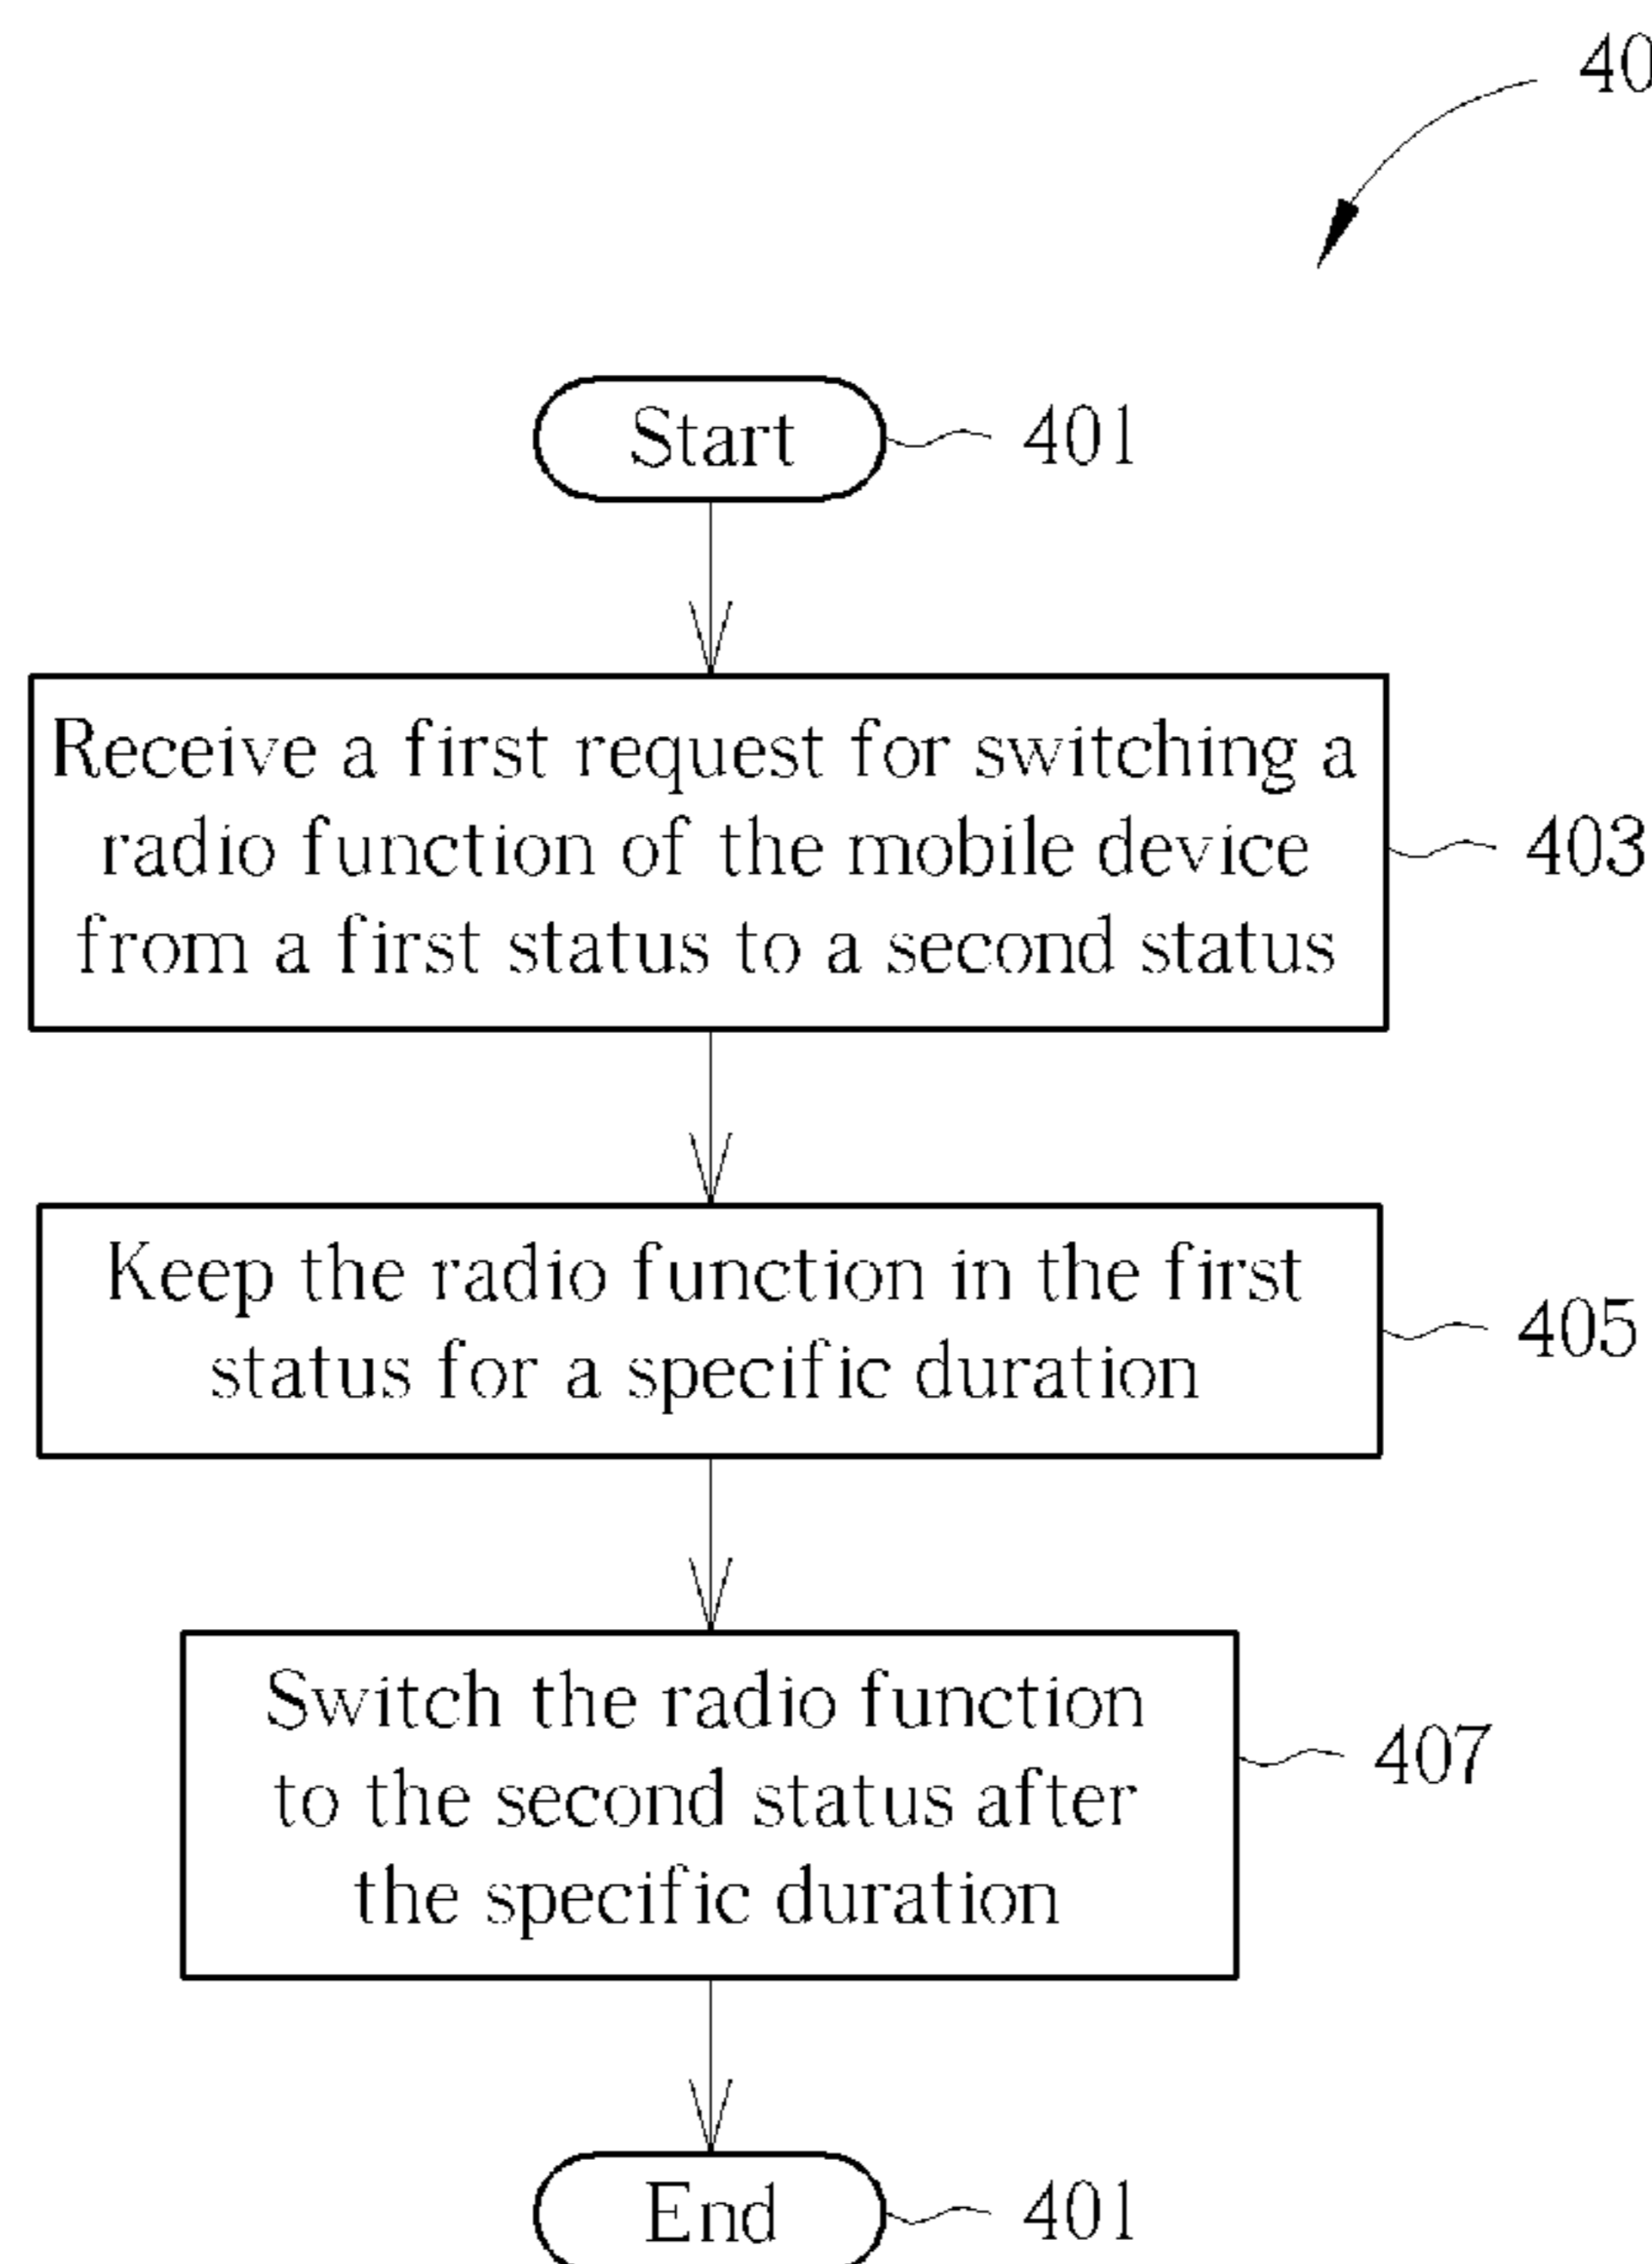 Start
401
Receive a first request for switching a
radio function of the mobile device
from a first status to a second status
403
Keep the radio function in the first
status for a specific duration
405
Switch the radio function
to the second status after
the specific duration
407
End
401